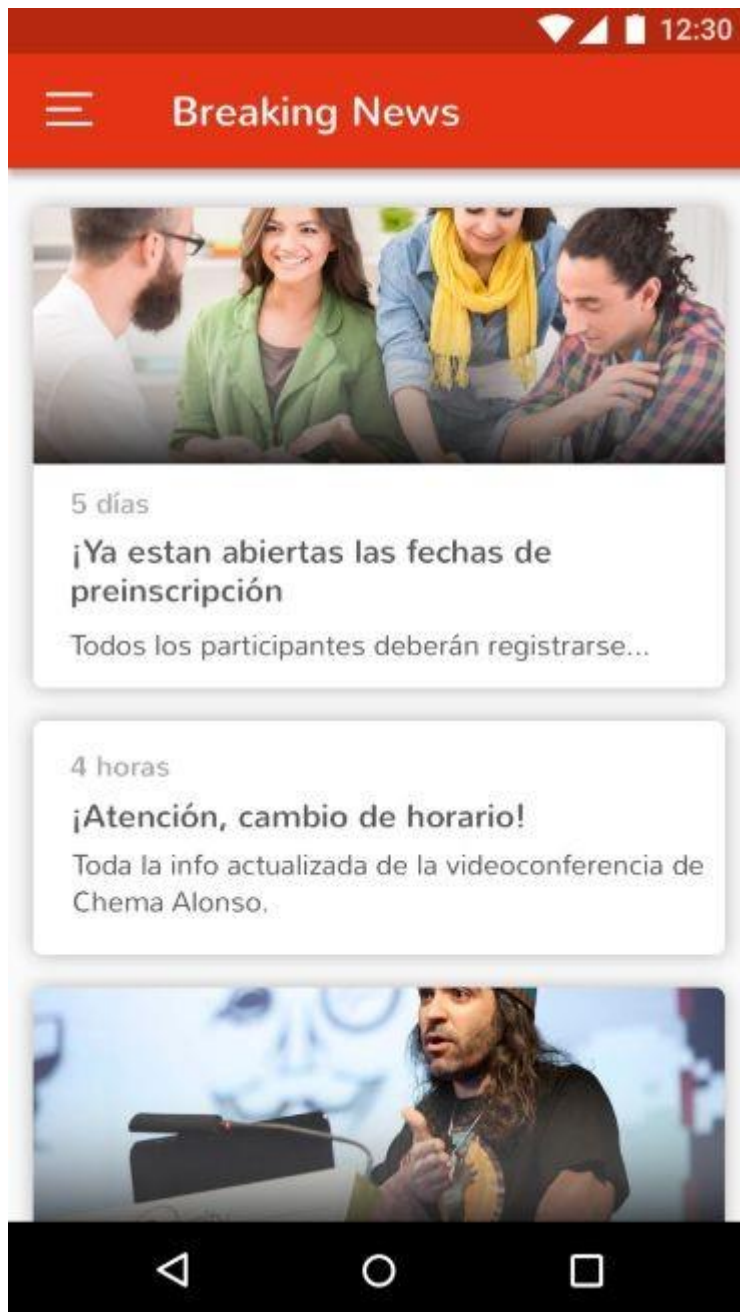 12:30
Breaking News
5 días
¡Ya estan abiertas las fechas de
preinscripción
Todos los participantes deberán registrarse...
4 horas
¡Atención, cambio de horario!
Toda la info actualizada de la videoconferencia de
Chema Alonso.